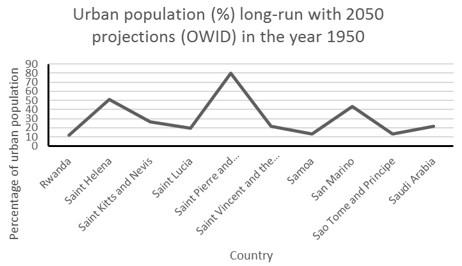 Urban population (%) long-run with 2050
projections (OWID) in the year 1950
Percentage of urban population
90
80
70
60
50
40
30
20
10
0
Rwanda
Saint Helena
Saint Kitts and Nevis
Saint Lucia
Saint Pierre and...
Saint Vincent and the...
Samoa
San Marino
Sao Tome and Principe
Saudi Arabia
Country